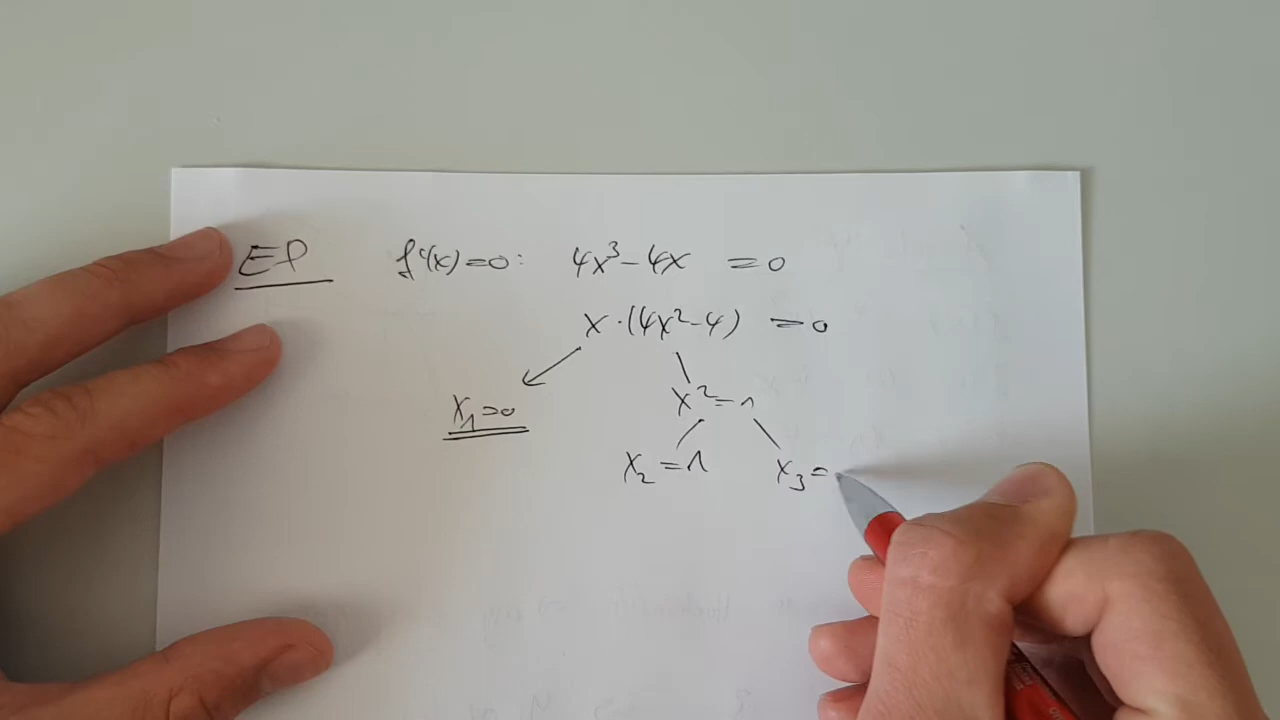 EP f'(x)=0: 4x³-4x =0
x·(4x²-4) =0
x₁=0 x²=1
x₂=1 x₃=